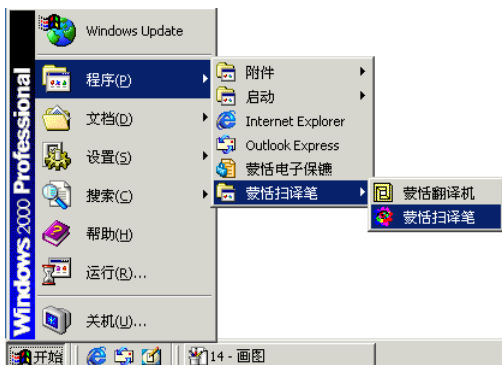 Windows 2000 Professional
Windows Update
程序(P)
文档(D)
设置(S)
搜索(C)
帮助(H)
运行(R)...
关机(U)...
附件
启动
Internet Explorer
Outlook Express
蒙恬电子保镖
蒙恬扫译笔
蒙恬翻译机
蒙恬扫译笔
开始
14 - 画图